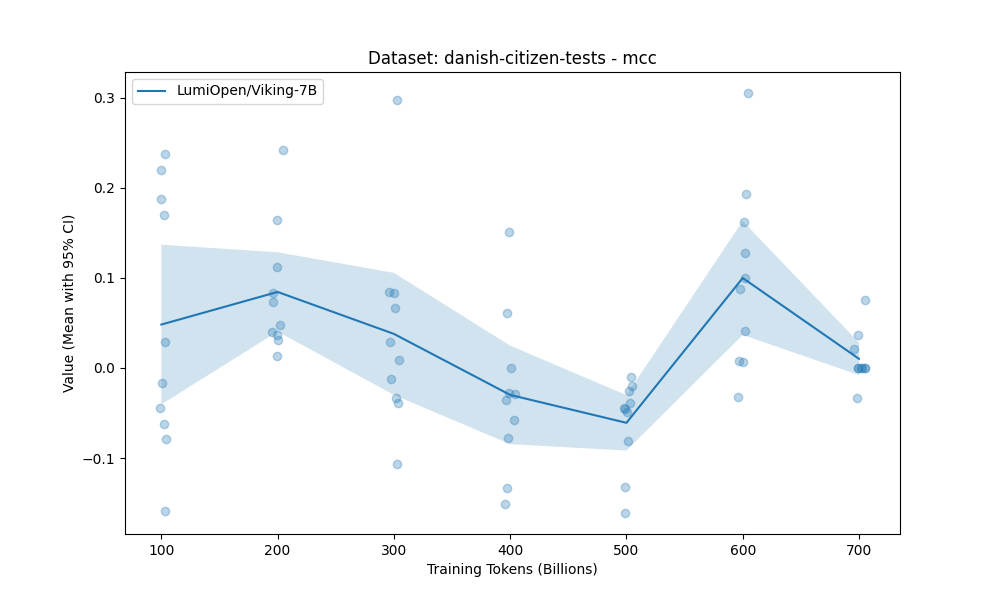 Dataset: danish-citizen-tests - mcc
LumiOpen/Viking-7B
Value (Mean with 95% CI)
0.3
0.2
0.1
0.0
−0.1
100 200 300 400 500 600 700
Training Tokens (Billions)